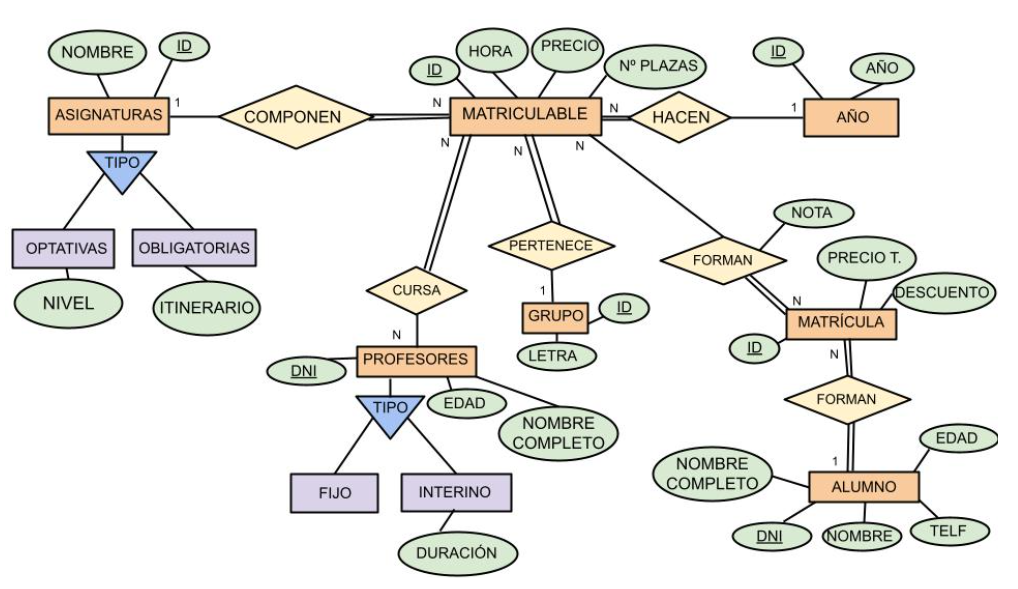 NOMBRE
ID
ASIGNATURAS
1
COMPONEN
N
ID
HORA
PRECIO
Nº PLAZAS
MATRICULABLE
N
HACEN
1
ID
AÑO
AÑO
TIPO
OPTATIVAS
OBLIGATORIAS
NIVEL
ITINERARIO
N
N
N
CURSA
N
PERTENECE
1
GRUPO
ID
LETRA
FORMAN
NOTA
PRECIO T.
DESCUENTO
N
MATRÍCULA
ID
N
FORMAN
1
ALUMNO
EDAD
NOMBRE
COMPLETO
DNI
NOMBRE
TELF
PROFESORES
DNI
TIPO
EDAD
NOMBRE
COMPLETO
FIJO
INTERINO
DURACIÓN